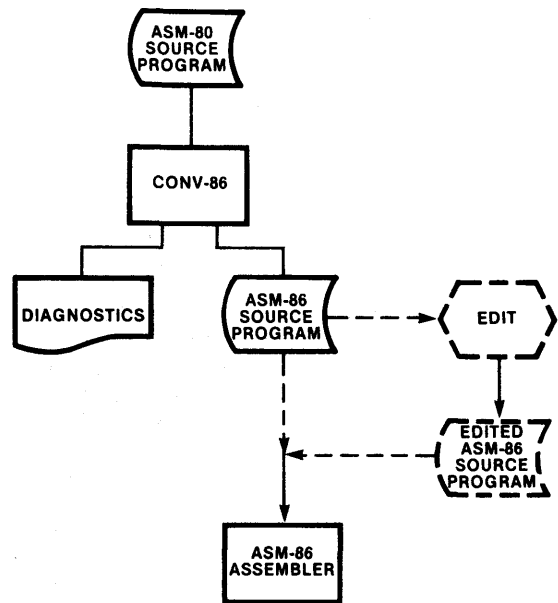 ASM-80
SOURCE
PROGRAM
CONV-86
DIAGNOSTICS
ASM-86
SOURCE
PROGRAM
EDIT
EDITED
ASM-86
SOURCE
PROGRAM
ASM-86
ASSEMBLER